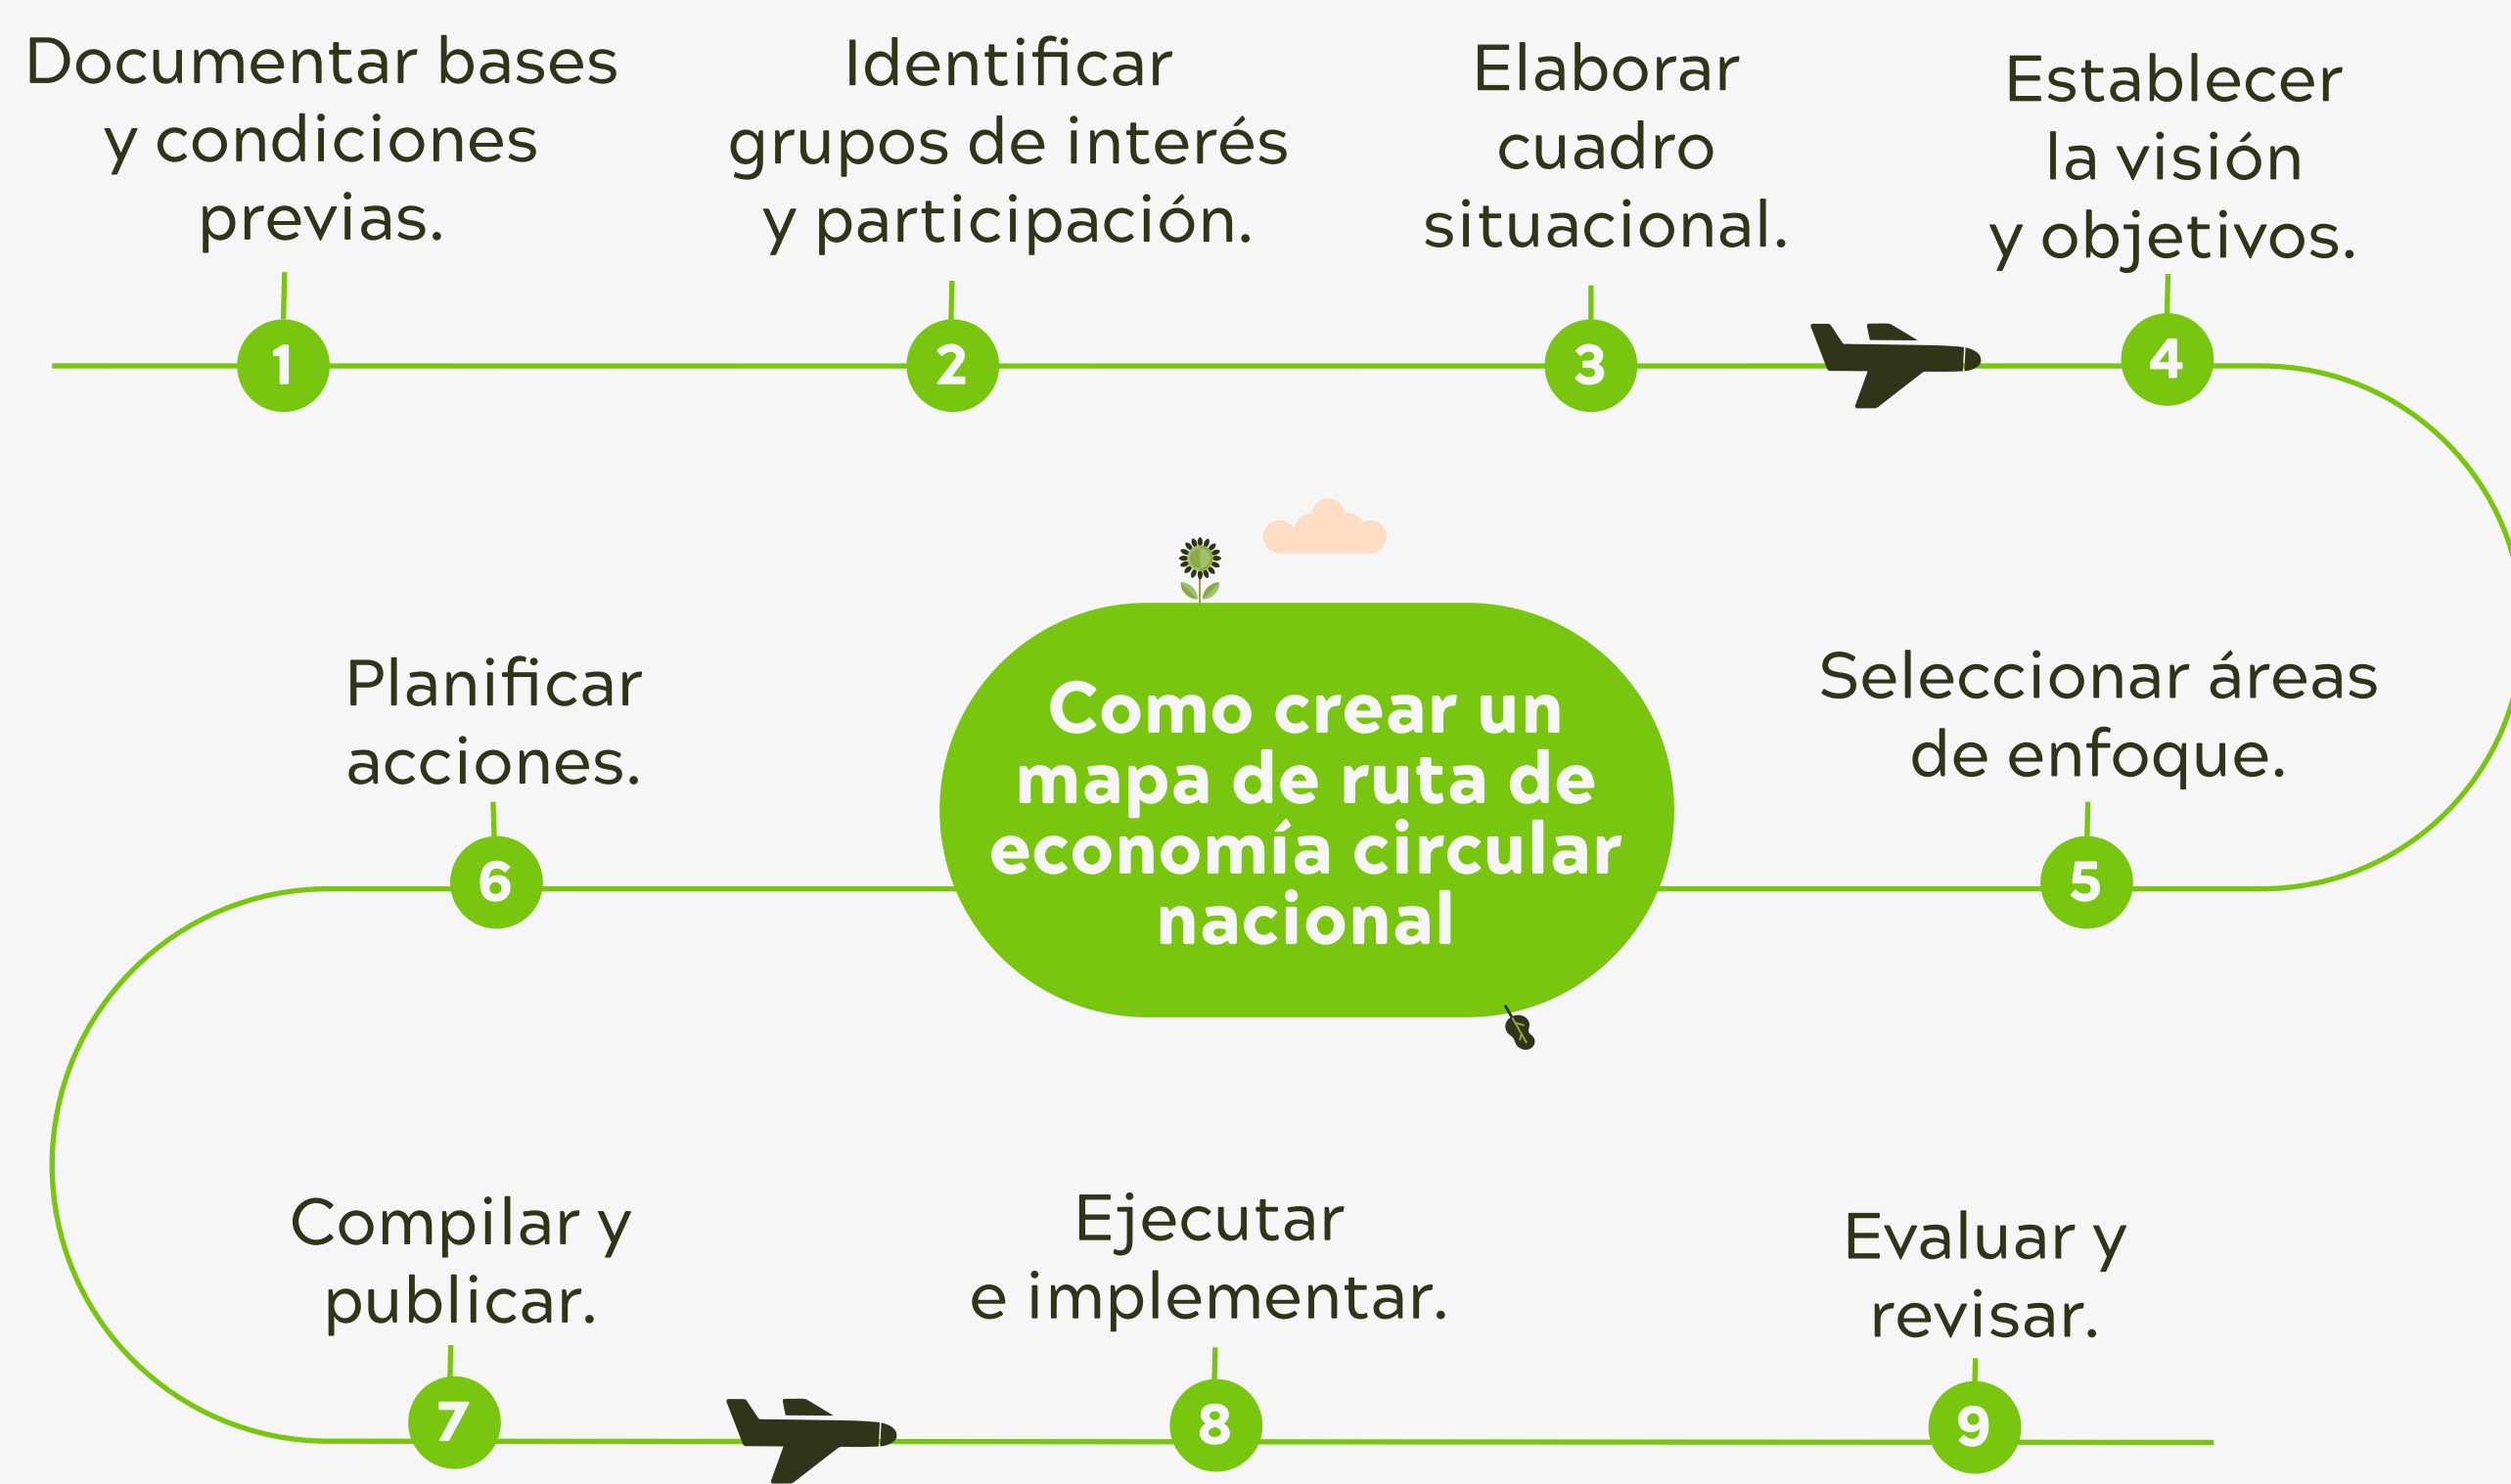 Documentar bases
y condiciones
previas.
1
Identificar
grupos de interés
y participación.
2
Elaborar
cuadro
situacional.
3
Establecer
la visión
y objetivos.
4
Seleccionar áreas
de enfoque.
5
Como crear un
mapa de ruta de
economía circular
nacional
Planificar
acciones.
6
Compilar y
publicar.
7
Ejecutar
e implementar.
8
Evaluar y
revisar.
9